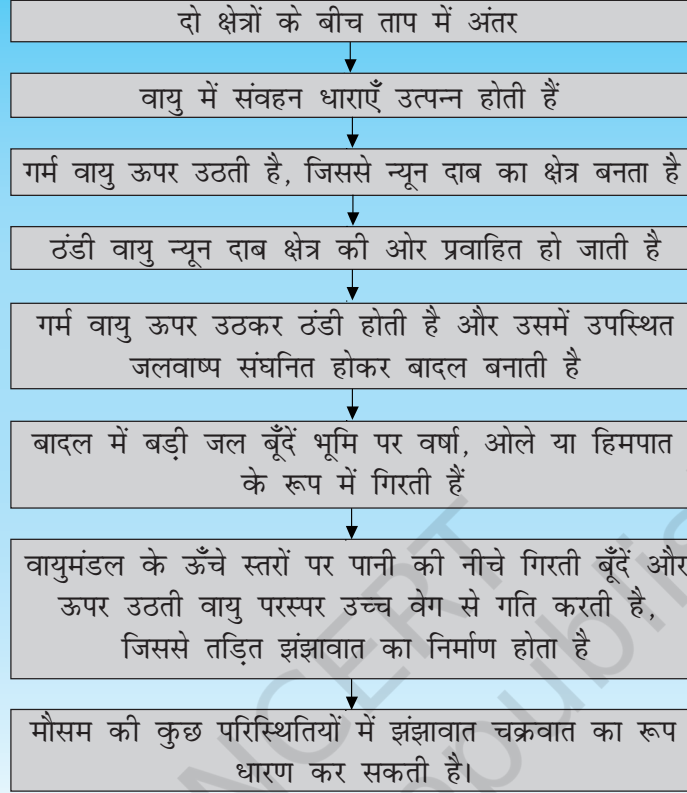 दो क्षेत्रों के बीच ताप में अंतर
वायु में संवहन धाराएँ उत्पन्न होती हैं
गर्म वायु ऊपर उठती है, जिससे न्यून दाब का क्षेत्र बनता है
ठंडी वायु न्यून दाब क्षेत्र की ओर प्रवाहित हो जाती है
गर्म वायु ऊपर उठकर ठंडी होती है और उसमें उपस्थित
जलवाष्प संघनित होकर बादल बनाती है
बादल में बड़ी जल बूँदें भूमि पर वर्षा, ओले या हिमपात
के रूप में गिरती हैं
वायुमंडल के ऊँचे स्तरों पर पानी की नीचे गिरती बूँदें और
ऊपर उठती वायु परस्पर उच्च वेग से गति करती है,
जिससे तड़ित झंझावात का निर्माण होता है
मौसम की कुछ परिस्थितियों में झंझावात चक्रवात का रूप
धारण कर सकती है।
NCERT